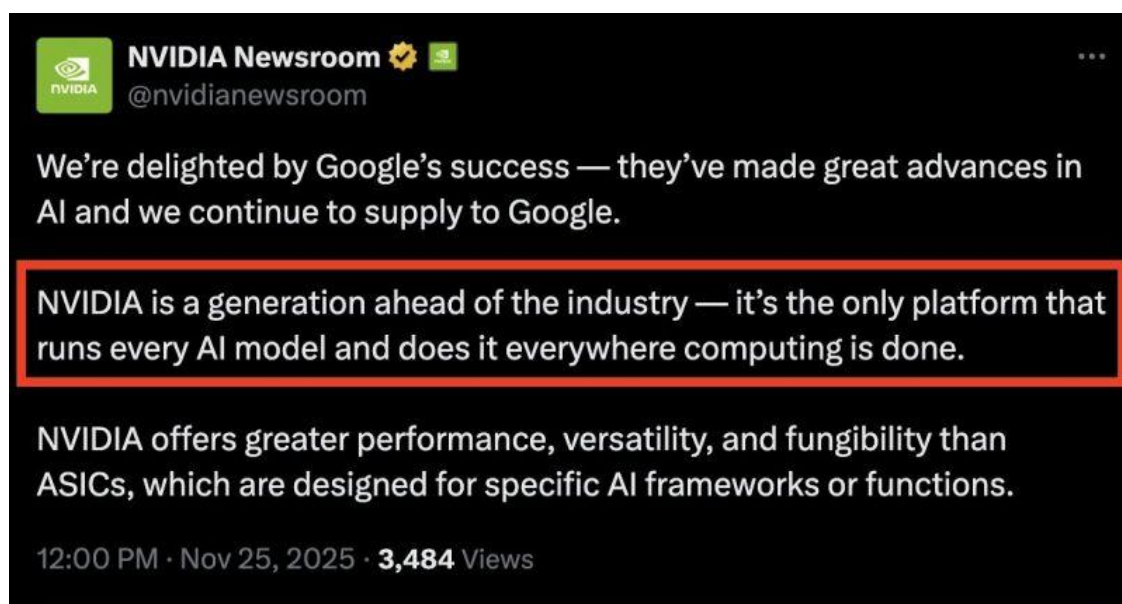 NVIDIA
NVIDIA Newsroom
@nvidianewsroom
We’re delighted by Google’s success — they’ve made great advances in
AI and we continue to supply to Google.
NVIDIA is a generation ahead of the industry — it’s the only platform that
runs every AI model and does it everywhere computing is done.
NVIDIA offers greater performance, versatility, and fungibility than
ASICs, which are designed for specific AI frameworks or functions.
12:00 PM · Nov 25, 2025 · 3,484 Views